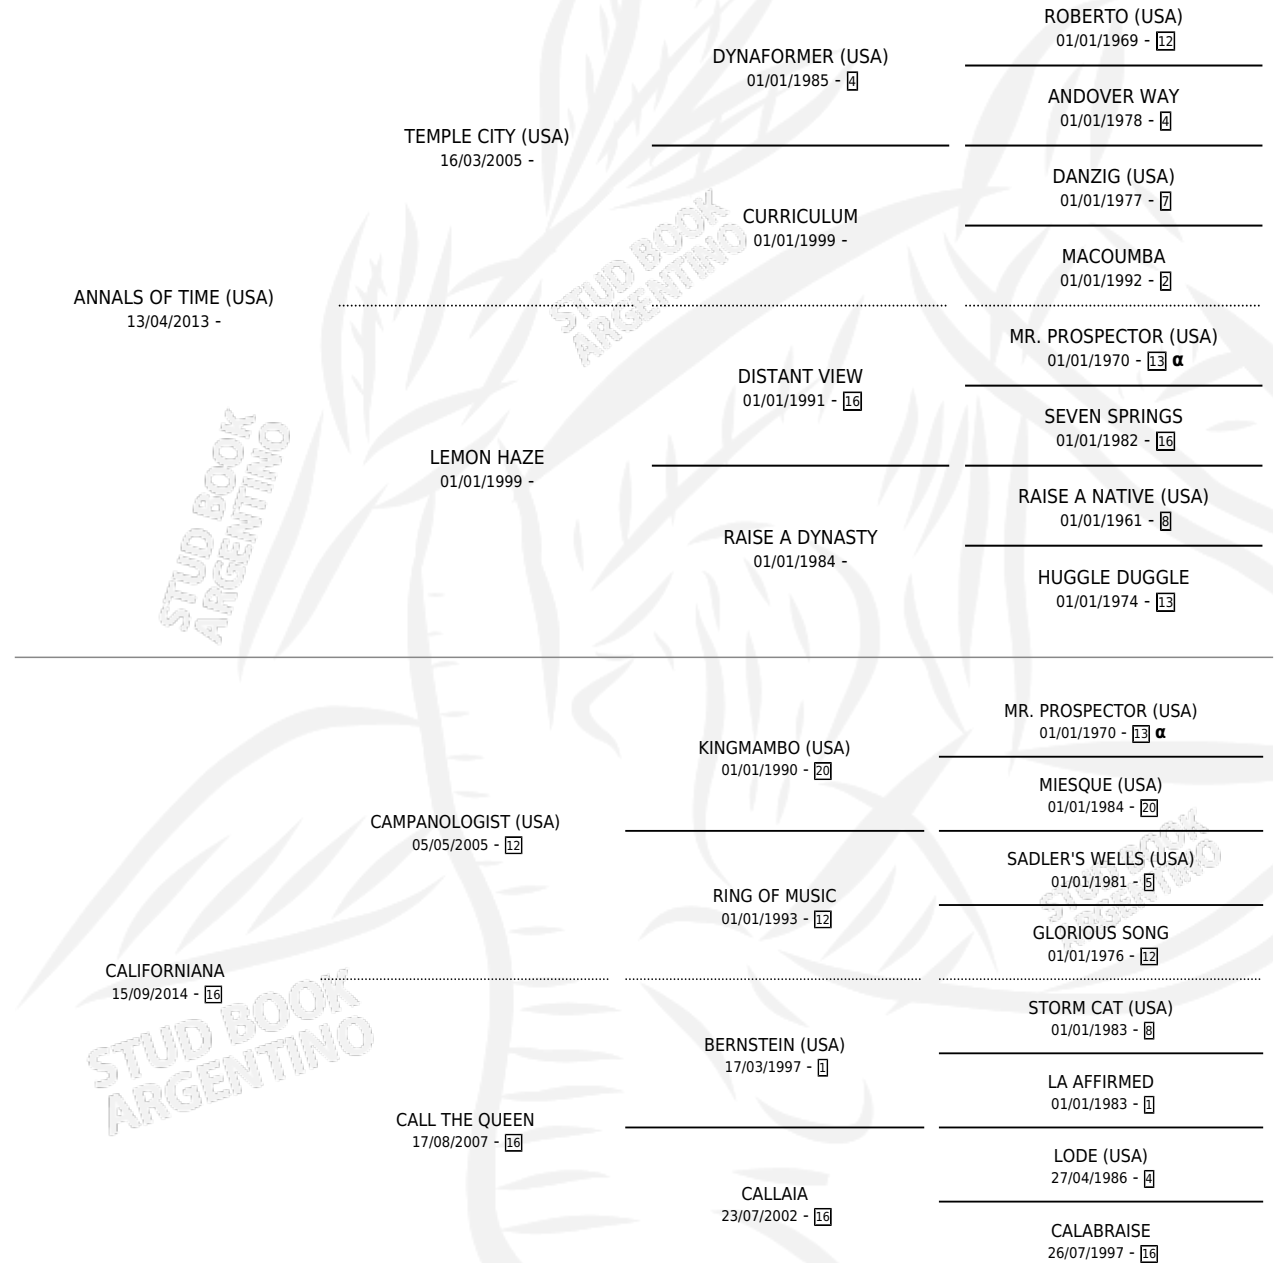 ROBERTO (USA)
01/01/1969 - 12
DYNAFORMER (USA)
01/01/1985 - 4
ANDOVER WAY
01/01/1978 - 4
TEMPLE CITY (USA)
16/03/2005 -
DANZIG (USA)
01/01/1977 - 7
CURRICULUM
01/01/1999 -
MACOUMBA
01/01/1992 - 2
STUD BOOK
ARGENTINO
ANNALS OF TIME (USA)
13/04/2013 -
MR. PROSPECTOR (USA)
01/01/1970 - 13 α
DISTANT VIEW
01/01/1991 - 16
SEVEN SPRINGS
01/01/1982 - 16
LEMON HAZE
01/01/1999 -
RAISE A NATIVE (USA)
01/01/1961 - 8
RAISE A DYNASTY
01/01/1984 -
HUGGLE DUGGLE
01/01/1974 - 13
STUD BOOK
ARGENTINO
MR. PROSPECTOR (USA)
01/01/1970 - 13 α
KINGMAMBO (USA)
01/01/1990 - 20
MIESQUE (USA)
01/01/1984 - 20
CAMPANOLOGIST (USA)
05/05/2005 - 12
SADLER'S WELLS (USA)
01/01/1981 - 5
RING OF MUSIC
01/01/1993 - 12
GLORIOUS SONG
01/01/1976 - 12
STUD BOOK
ARGENTINO
CALIFORNIANA
15/09/2014 - 16
STORM CAT (USA)
01/01/1983 - 8
BERNSTEIN (USA)
17/03/1997 - 1
LA AFFIRMED
01/01/1983 - 1
STUD BOOK
ARGENTINO
CALL THE QUEEN
17/08/2007 - 16
LODE (USA)
27/04/1986 - 4
CALLAIA
23/07/2002 - 16
CALABRAISE
26/07/1997 - 16